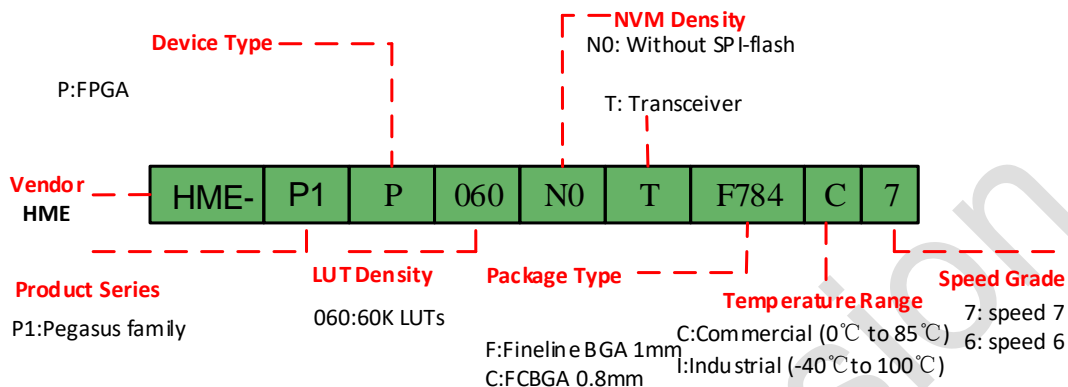 NVM Density
N0: Without SPI-flash
Device Type
P:FPGA
T: Transceiver
Vendor
HME
HME- P1 P 060 N0 T F784 C 7
Product Series
P1:Pegasus family
LUT Density
060:60K LUTs
Package Type
F:Fineline BGA 1mm
C:FCBGA 0.8mm
Temperature Range
C:Commercial (0℃ to 85℃)
I:Industrial (-40℃ to 100℃)
Speed Grade
7: speed 7
6: speed 6